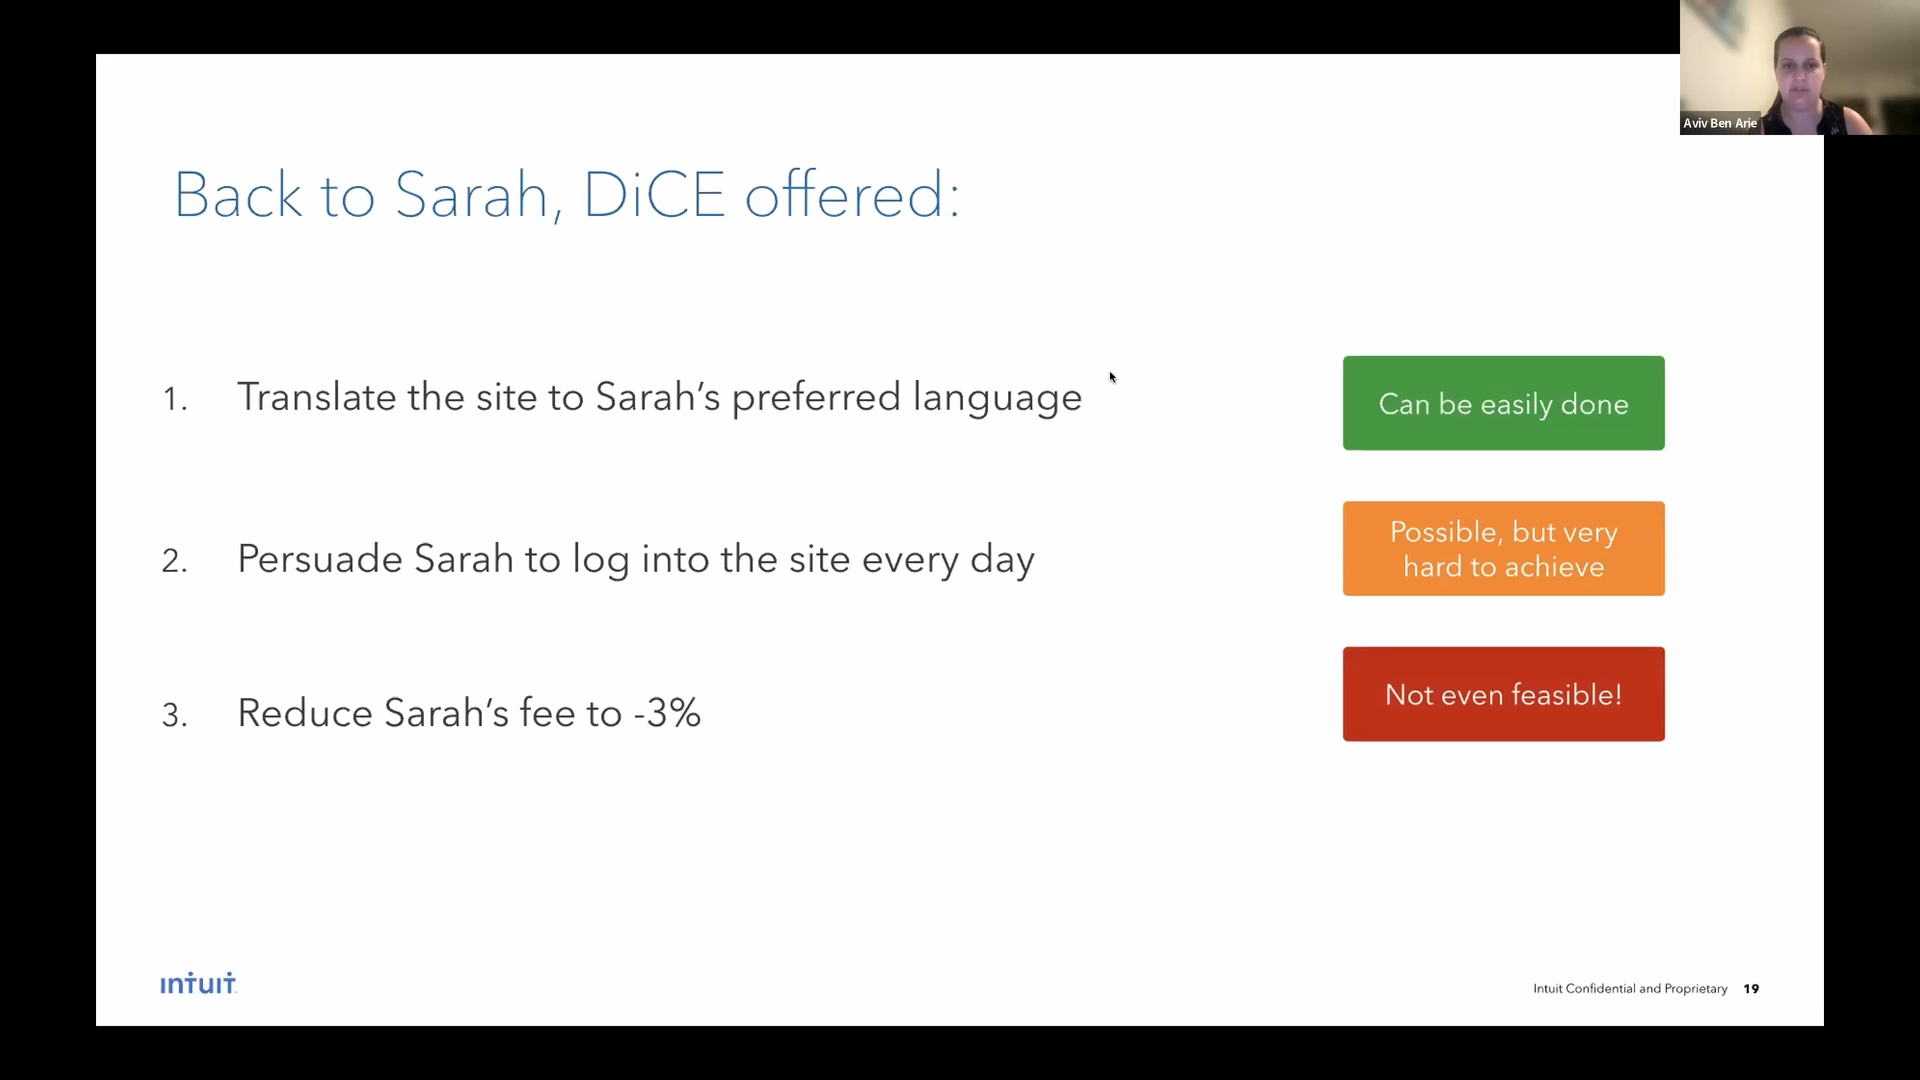 Aviv Ben Arie
Back to Sarah, DiCE offered:
1. Translate the site to Sarah’s preferred language
Can be easily done
2. Persuade Sarah to log into the site every day
Possible, but very
hard to achieve
3. Reduce Sarah’s fee to -3%
Not even feasible!
intuit
Intuit Confidential and Proprietary 19